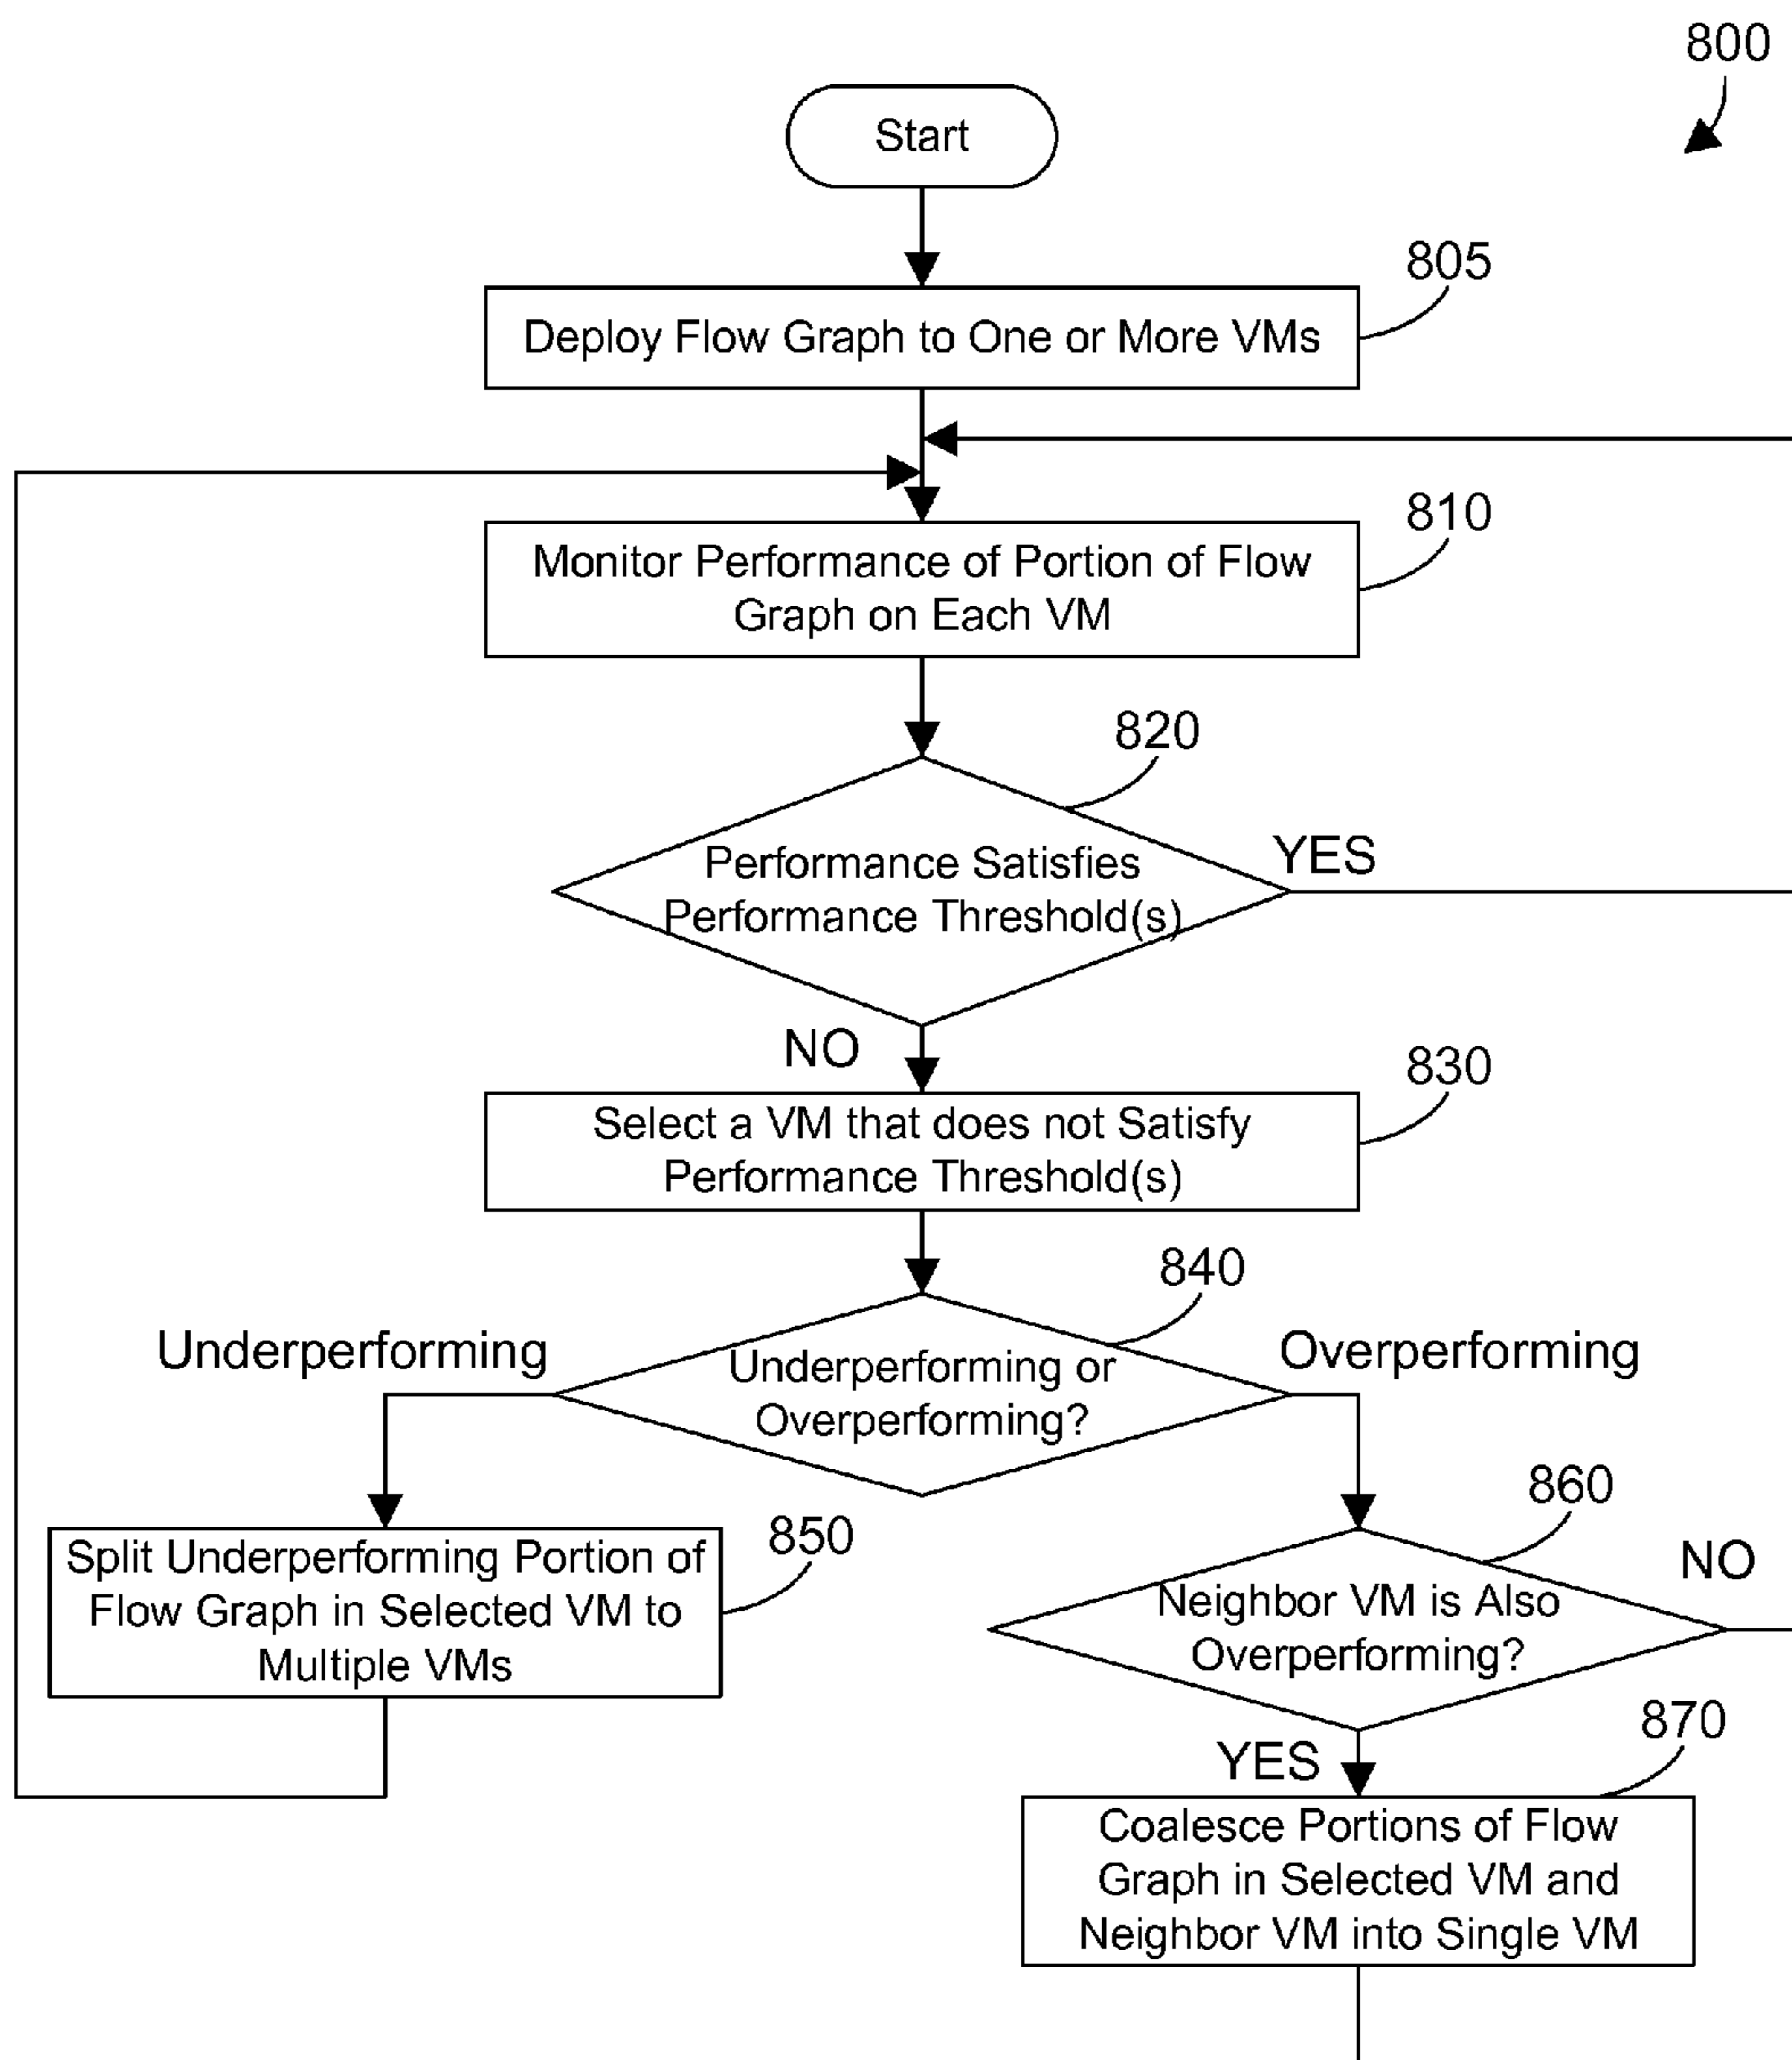 800
Start
805
Deploy Flow Graph to One or More VMs
810
Monitor Performance of Portion of Flow
Graph on Each VM
820
Performance Satisfies
Performance Threshold(s)
YES
NO
830
Select a VM that does not Satisfy
Performance Threshold(s)
840
Underperforming
Underperforming or
Overperforming?
Overperforming
850
Split Underperforming Portion of
Flow Graph in Selected VM to
Multiple VMs
860
Neighbor VM is Also
Overperforming?
NO
YES
870
Coalesce Portions of Flow
Graph in Selected VM and
Neighbor VM into Single VM